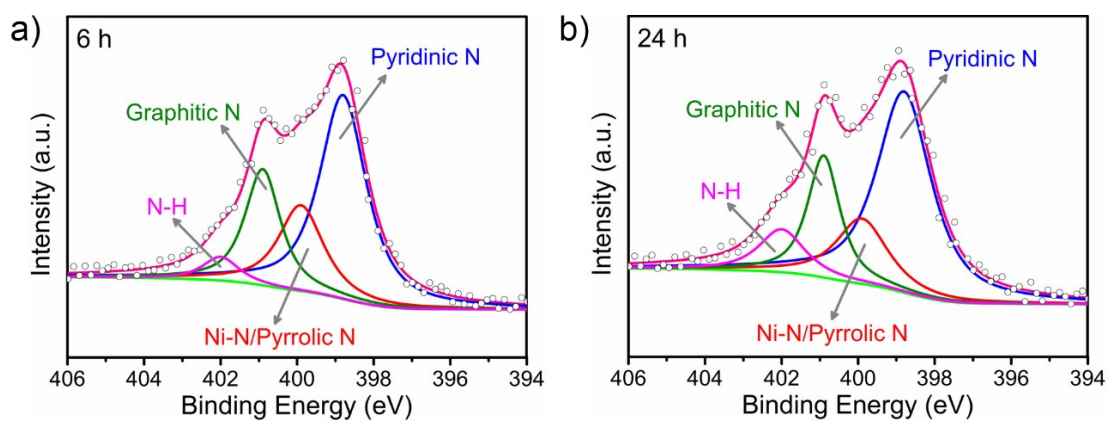 a)
6 h
Pyridinic N
Graphitic N
N-H
Ni-N/Pyrrolic N
Intensity (a.u.)
406 404 402 400 398 396 394
Binding Energy (eV)
b)
24 h
Pyridinic N
Graphitic N
N-H
Ni-N/Pyrrolic N
Intensity (a.u.)
406 404 402 400 398 396 394
Binding Energy (eV)